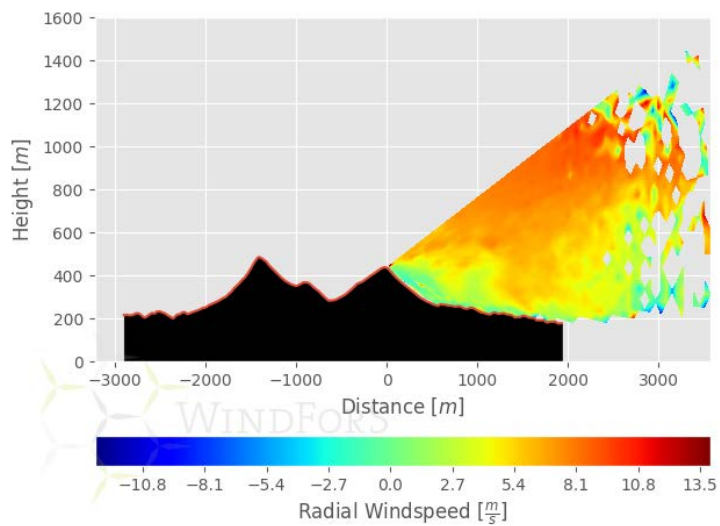 1600
1400
1200
1000
800
600
400
200
0
Height [m]
−3000 −2000 −1000 0 1000 2000 3000
Distance [m]
WINDFORS
−10.8 −8.1 −5.4 −2.7 0.0 2.7 5.4 8.1 10.8 13.5
Radial Windspeed [m/s]